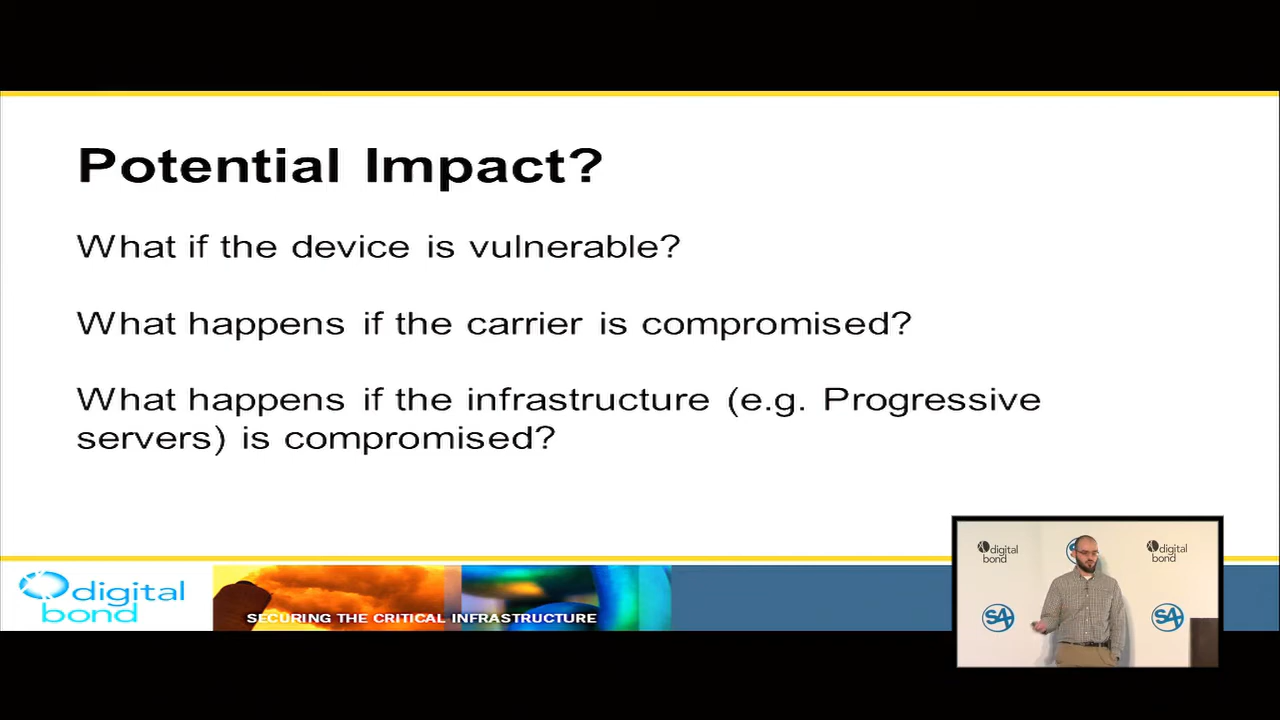 Potential Impact?
What if the device is vulnerable?
What happens if the carrier is compromised?
What happens if the infrastructure (e.g. Progressive
servers) is compromised?
digital
bond
SECURING THE CRITICAL INFRASTRUCTURE
digital
bond
digital
bond
S4
S4